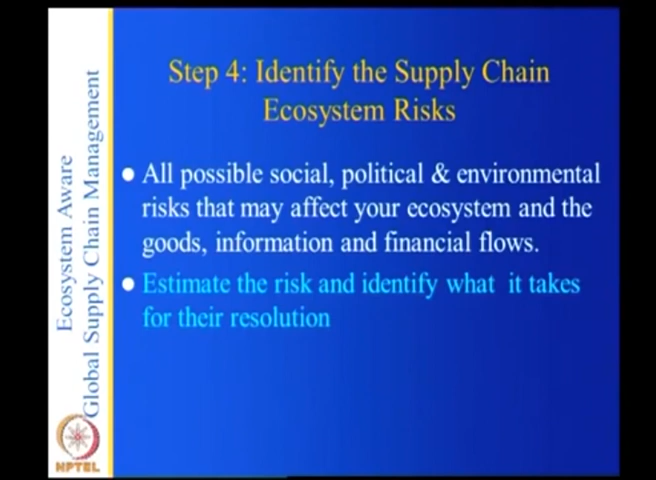 Step 4: Identify the Supply Chain
Ecosystem Risks
● All possible social, political & environmental
risks that may affect your ecosystem and the
goods, information and financial flows.
● Estimate the risk and identify what it takes
for their resolution
Ecosystem Aware
Global Supply Chain Management
NPTEL